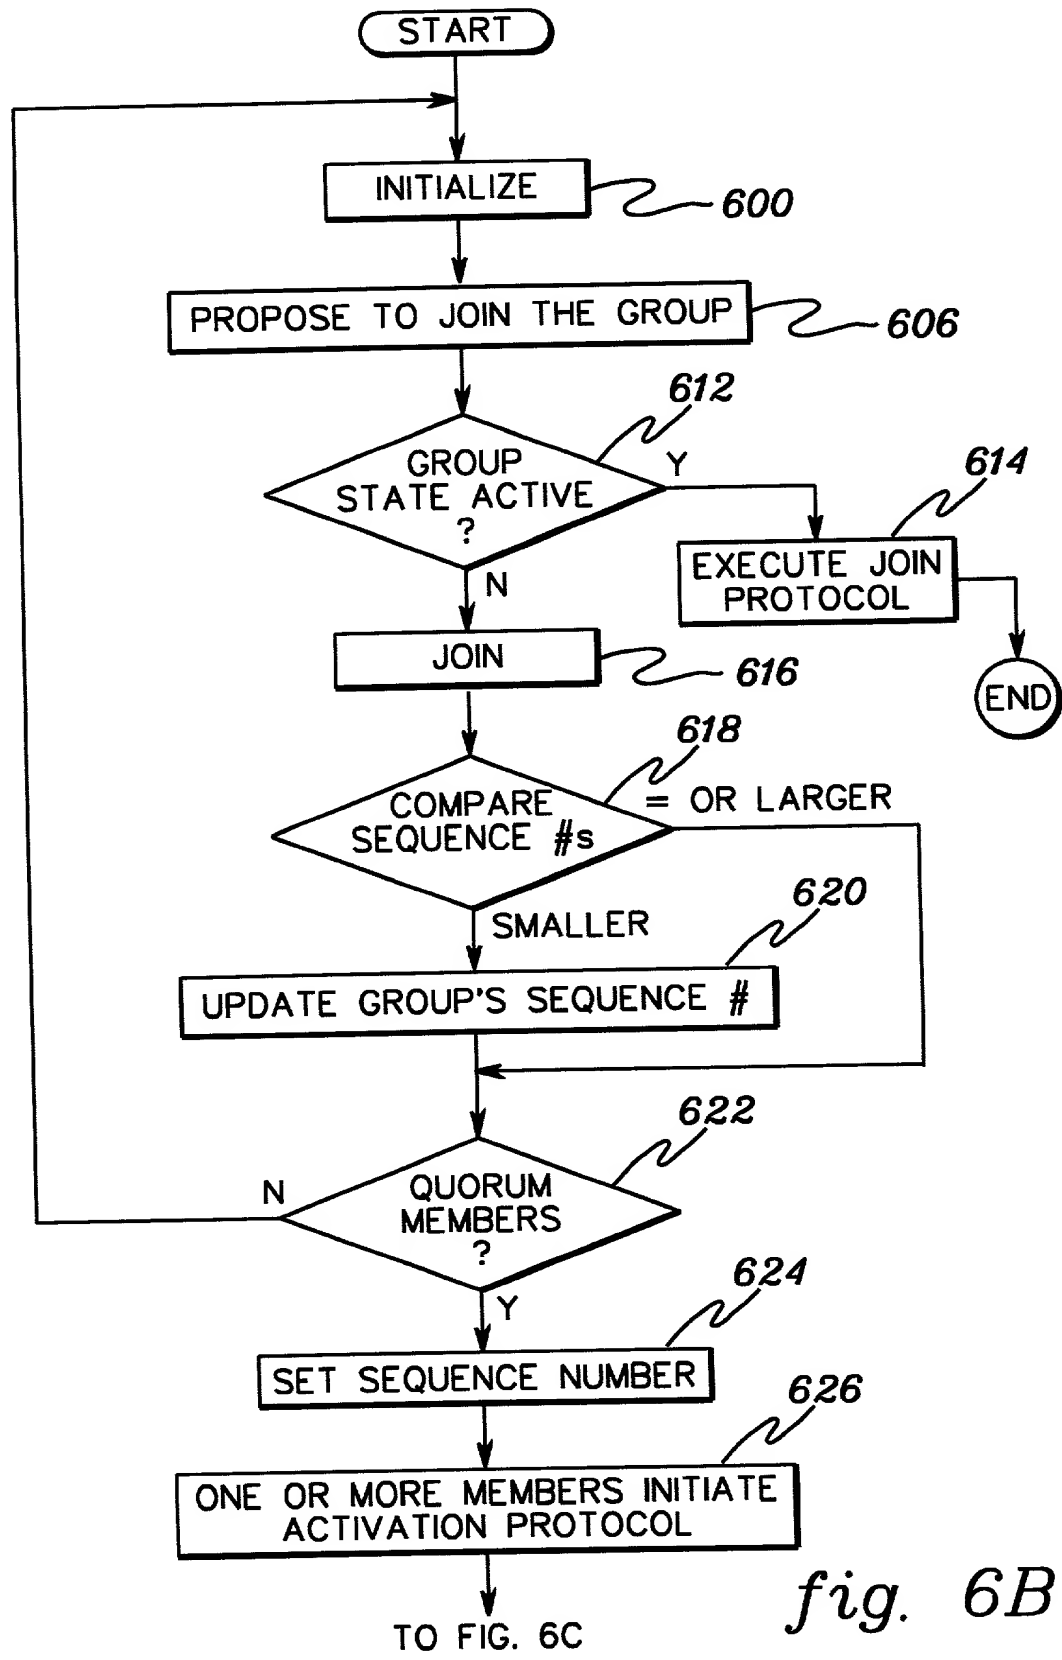 START
INITIALIZE
600
PROPOSE TO JOIN THE GROUP
606
612
GROUP
STATE ACTIVE
?
Y
N
614
EXECUTE JOIN
PROTOCOL
END
JOIN
616
618
COMPARE
SEQUENCE #s
= OR LARGER
SMALLER
620
UPDATE GROUP'S SEQUENCE #
622
QUORUM
MEMBERS
?
N
Y
624
SET SEQUENCE NUMBER
626
ONE OR MORE MEMBERS INITIATE
ACTIVATION PROTOCOL
TO FIG. 6C
fig. 6B